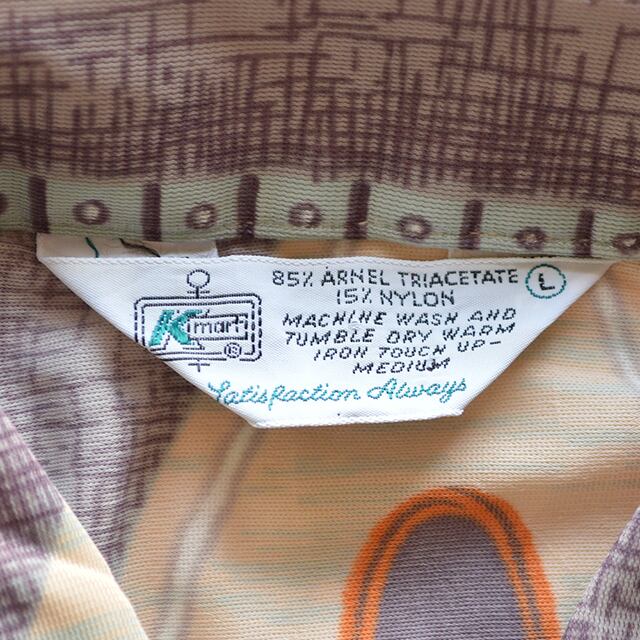 85% ARNEL TRIACETATE
15% NYLON
L
Kmart®
MACHINE WASH AND
TUMBLE DRY WARM
IRON TOUCH UP-
MEDIUM
Satisfaction Always